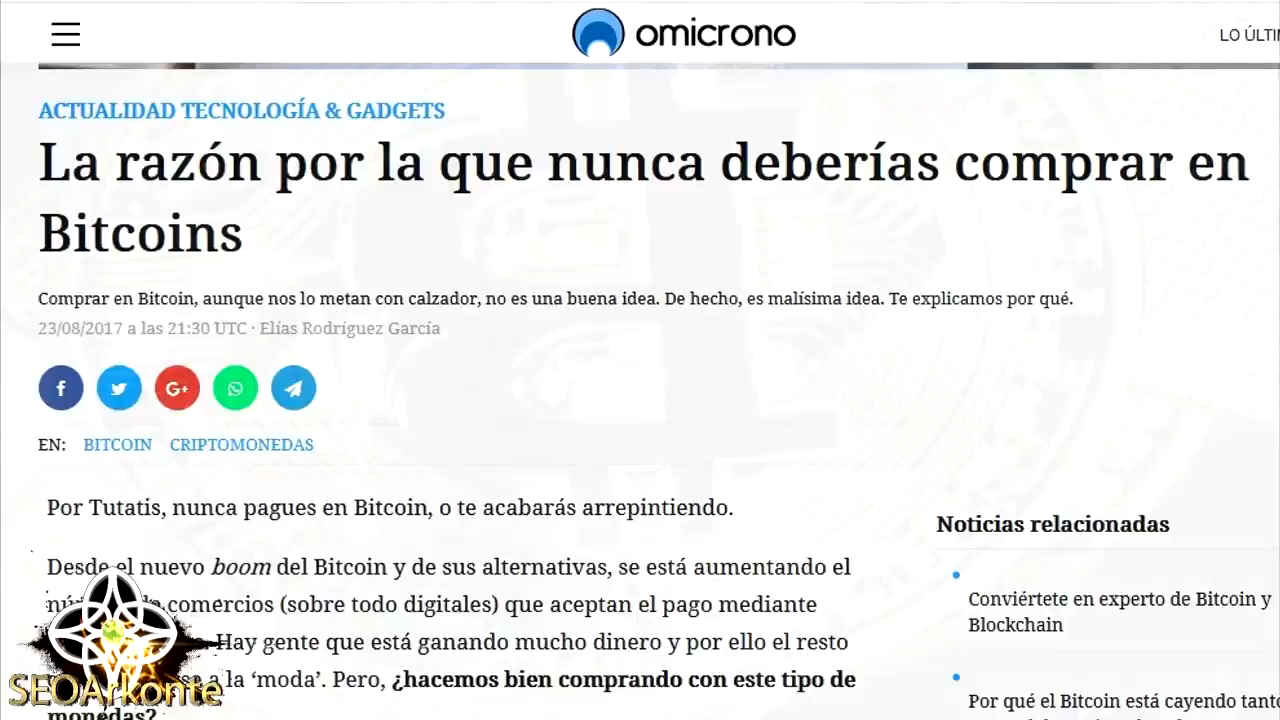 omicrono
LO ÚLTI
ACTUALIDAD TECNOLOGÍA & GADGETS
La razón por la que nunca deberías comprar en
Bitcoins
Comprar en Bitcoin, aunque nos lo metan con calzador, no es una buena idea. De hecho, es malísima idea. Te explicamos por qué.
23/08/2017 a las 21:30 UTC · Elías Rodríguez García
EN: BITCOIN CRIPTOMONEDAS
Por Tutatis, nunca pagues en Bitcoin, o te acabarás arrepintiendo.
Desde el nuevo boom del Bitcoin y de sus alternativas, se está aumentando el
comercios (sobre todo digitales) que aceptan el pago mediante
Hay gente que está ganando mucho dinero y por ello el resto
a la ‘moda’. Pero, ¿hacemos bien comprando con este tipo de
monedas?
Noticias relacionadas
Conviértete en experto de Bitcoin y
Blockchain
Por qué el Bitcoin está cayendo tanto
SEOArkonte